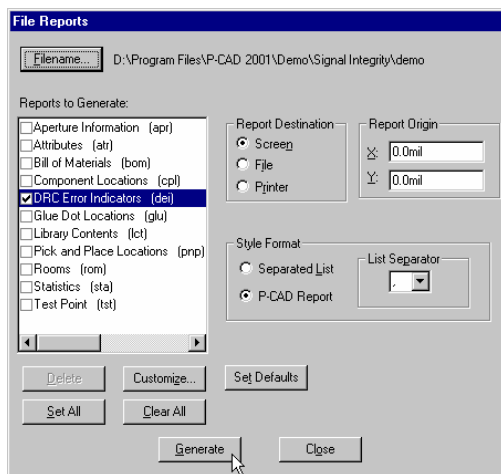 File Reports
Filename... D:\Program Files\P-CAD 2001\Demo\Signal Integrity\demo
Reports to Generate:
Aperture Information (apr)
Attributes (atr)
Bill of Materials (bom)
Component Locations (cpl)
DRC Error Indicators (dei)
Glue Dot Locations (glu)
Library Contents (lct)
Pick and Place Locations (pnp)
Rooms (rom)
Statistics (sta)
Test Point (tst)
Report Destination
Screen
File
Printer
Report Origin
X: 0.0mil
Y: 0.0mil
Style Format
Separated List
P-CAD Report
List Separator
,
Delete Customize... Set Defaults
Set All Clear All
Generate Close